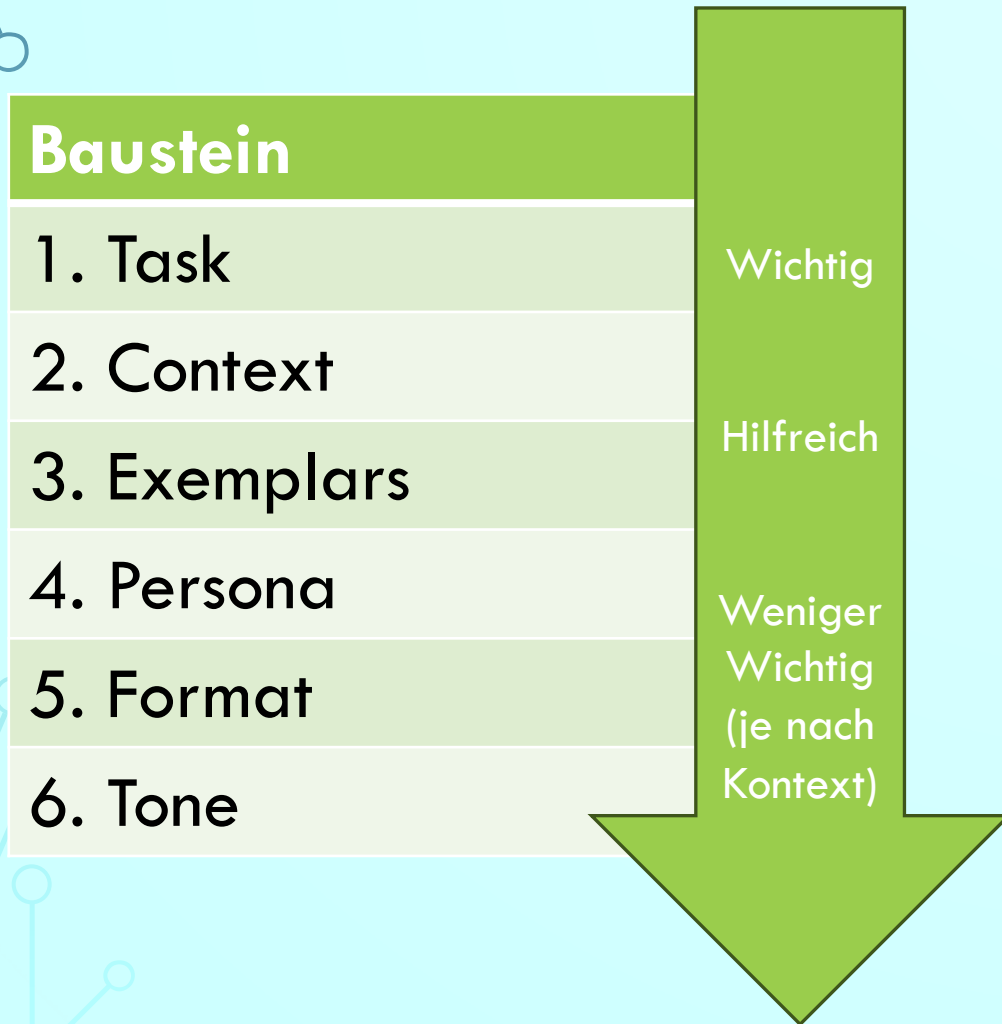 Baustein
1. Task
2. Context
3. Exemplars
4. Persona
5. Format
6. Tone
Wichtig
Hilfreich
Weniger
Wichtig
(je nach
Kontext)